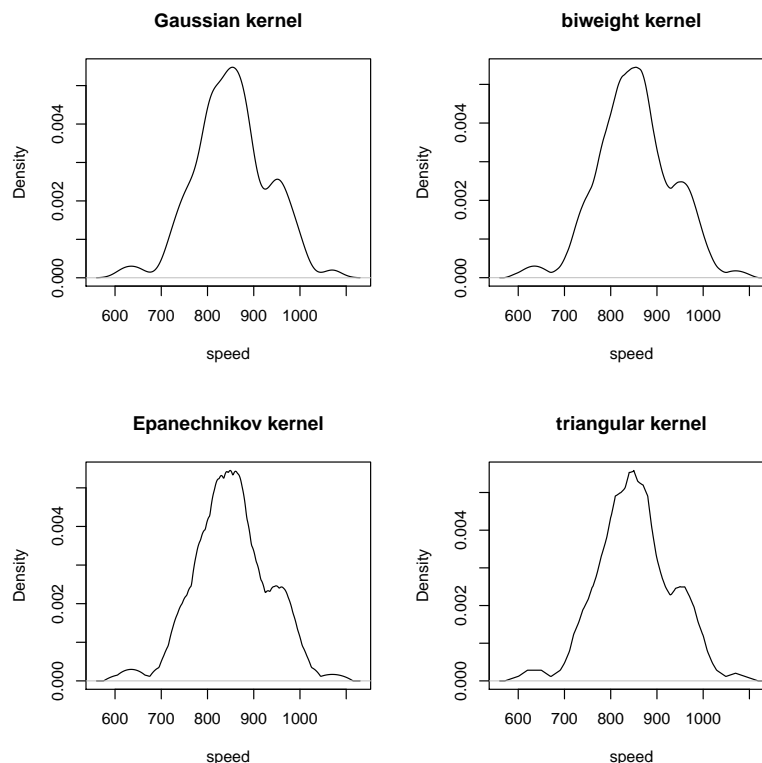 Gaussian kernel
Density
0.000 0.002 0.004
600 700 800 900 1000
speed
biweight kernel
Density
0.000 0.002 0.004
600 700 800 900 1000
speed
Epanechnikov kernel
Density
0.000 0.002 0.004
600 700 800 900 1000
speed
triangular kernel
Density
0.000 0.002 0.004
600 700 800 900 1000
speed